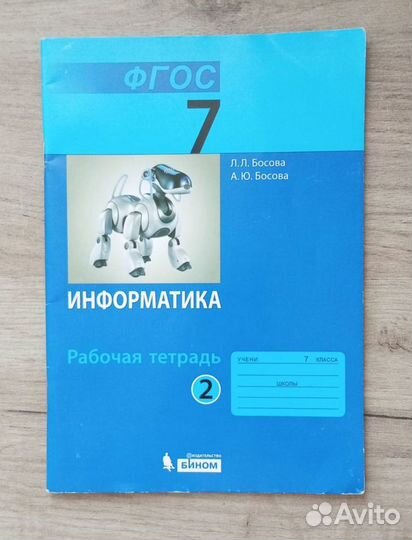 ФГОС
7
Л.Л. Босова
А.Ю. Босова
ИНФОРМАТИКА
Рабочая тетрадь
2
УЧЕНИ 7 КЛАССА
ШКОЛЫ
издательство
БИНОМ
Avito